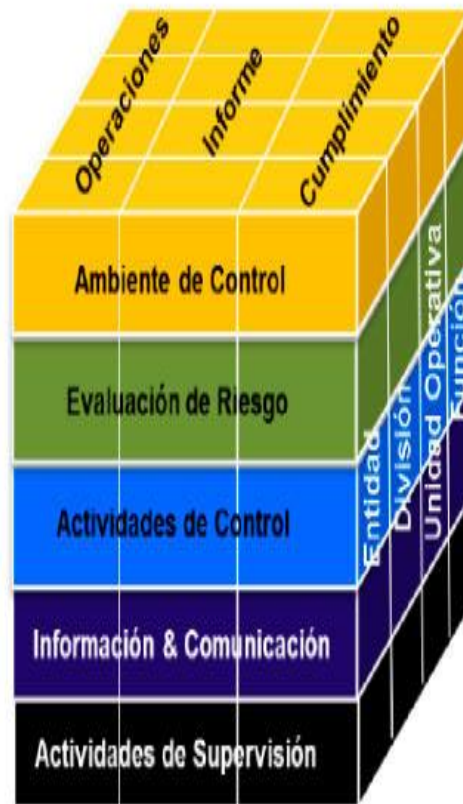 Operaciones
Informe
Cumplimiento
Ambiente de Control
Evaluación de Riesgo
Actividades de Control
Información & Comunicación
Actividades de Supervisión
Entidad
División
Unidad Operativa
Función